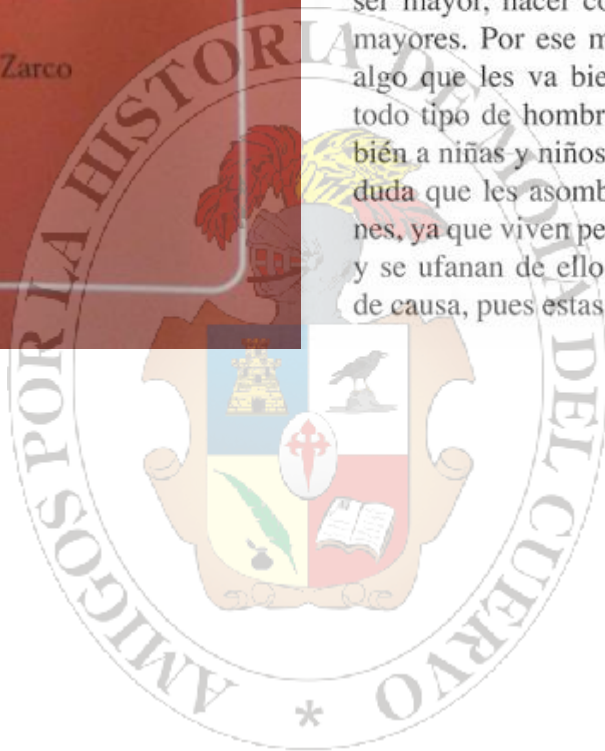 Zarco
ser mayor, hacer co
mayores. Por ese m
algo que les va bie
todo tipo de hombr
bién a niñas y niños
duda que les asomb
nes, ya que viven pe
y se ufanan de ello
de causa, pues estas
AMIGOS POR LA HISTORIA DE MOTA DEL CUERVO *